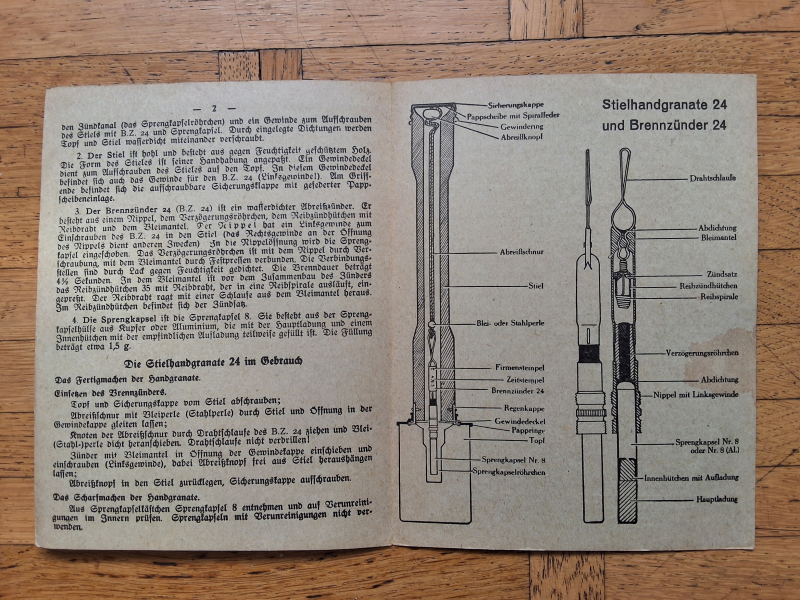 — 2 —
den Zündkanal (das Sprengkapselröhrchen) und ein Gewinde zum Aufschrauben
des Stiels mit B.Z. 24 und Sprengkapsel. Durch eingelegte Dichtungen werden
Topf und Stiel wasserdicht miteinander verschraubt.
2. Der Stiel ist hohl und besteht aus gegen Feuchtigkeit geschütztem Holz.
Die Form des Stieles ist seiner Handhabung angepaßt. Ein Gewindedeckel
dient zum Aufschrauben des Stieles auf den Topf. In diesem Gewindedeckel
befindet sich auch das Gewinde für den B.Z. 24 (Linksgewinde!). Am Griff-
ende befindet sich die aufschraubbare Sicherungsklappe mit gefederter Papp-
scheibeneinlage.
3. Der Brennzünder 24 (B.Z. 24) ist ein wasserdichter Abreißzünder. Er
besteht aus einem Nippel, dem Verzögerungsröhrchen, dem Reibzündhütchen mit
Reibdraht und dem Bleimantel. Der Nippel hat ein Linksgewinde zum
Einschrauben des B.Z. 24 in den Stiel (das Rechtsgewinde an der Öffnung
des Nippels dient anderen Zwecken) In die Nippelöffnung wird die Spreng-
kapsel eingeschoben. Das Verzögerungsröhrchen ist mit dem Nippel durch Ver-
schraubung, mit dem Bleimantel durch Festpressen verbunden. Die Verbindungs-
stellen sind durch Lack gegen Feuchtigkeit gedichtet. Die Brenndauer beträgt
4½ Sekunden. In dem Bleimantel ist vor dem Zusammenbau des Zünders
das Reibzündhütchen 35 mit Reibdraht, der in eine Reibspirale ausläuft, ein-
gepreßt. Der Reibdraht ragt mit einer Schlaufe aus dem Bleimantel heraus.
Im Reibzündhütchen befindet sich der Zündsatz.
4. Die Sprengkapsel ist die Sprengkapsel 8. Sie besteht aus der Spreng-
kapselhülse aus Kupfer oder Aluminium, die mit der Hauptladung und einem
Innenhütchen mit der empfindlichen Aufladung teilweise gefüllt ist. Die Füllung
beträgt etwa 1,5 g.
Die Stielhandgranate 24 im Gebrauch
Das Fertigmachen der Handgranate.
Einsetzen des Brennzünders.
Topf und Sicherungskappe vom Stiel abschrauben;
Abreißschnur mit Bleiperle (Stahlperle) durch Stiel und Öffnung in der
Gewindekappe gleiten lassen;
Knoten der Abreißschnur durch Drahtschlaufe des B.Z. 24 ziehen und Blei-
(Stahl-)perle dicht heranschieben. Drahtschlaufe nicht verdrillen!
Zünder mit Bleimantel in Öffnung der Gewindekappe einschieben und
einschrauben (Linksgewinde), dabei Abreißknopf frei aus Stiel heraushängen
lassen;
Abreißknopf in den Stiel zurücklegen, Sicherungskappe aufschrauben.
Das Scharfmachen der Handgranate.
Aus Sprengkapselkästchen Sprengkapsel 8 entnehmen und auf Verunreini-
gungen im Innern prüfen. Sprengkapseln mit Verunreinigungen nicht ver-
wenden.
Stielhandgranate 24
und Brennzünder 24
Sicherungskappe
Pappscheibe mit Spiralfeder
Gewindering
Abreißknopf
Abreißschnur
Stiel
Blei- oder Stahlperle
Firmenstempel
Zeitstempel
Brennzünder 24
Regenkappe
Gewindedeckel
Pappringe
Topf
Sprengkapsel Nr. 8
Sprengkapselröhrchen
Drahtschlaufe
Abdichtung
Bleimantel
Zündsatz
Reibzündhütchen
Reibspirale
Verzögerungsröhrchen
Abdichtung
Nippel mit Linksgewinde
Sprengkapsel Nr. 8
oder Nr. 8 (Al.)
Innenhütchen mit Aufladung
Hauptladung